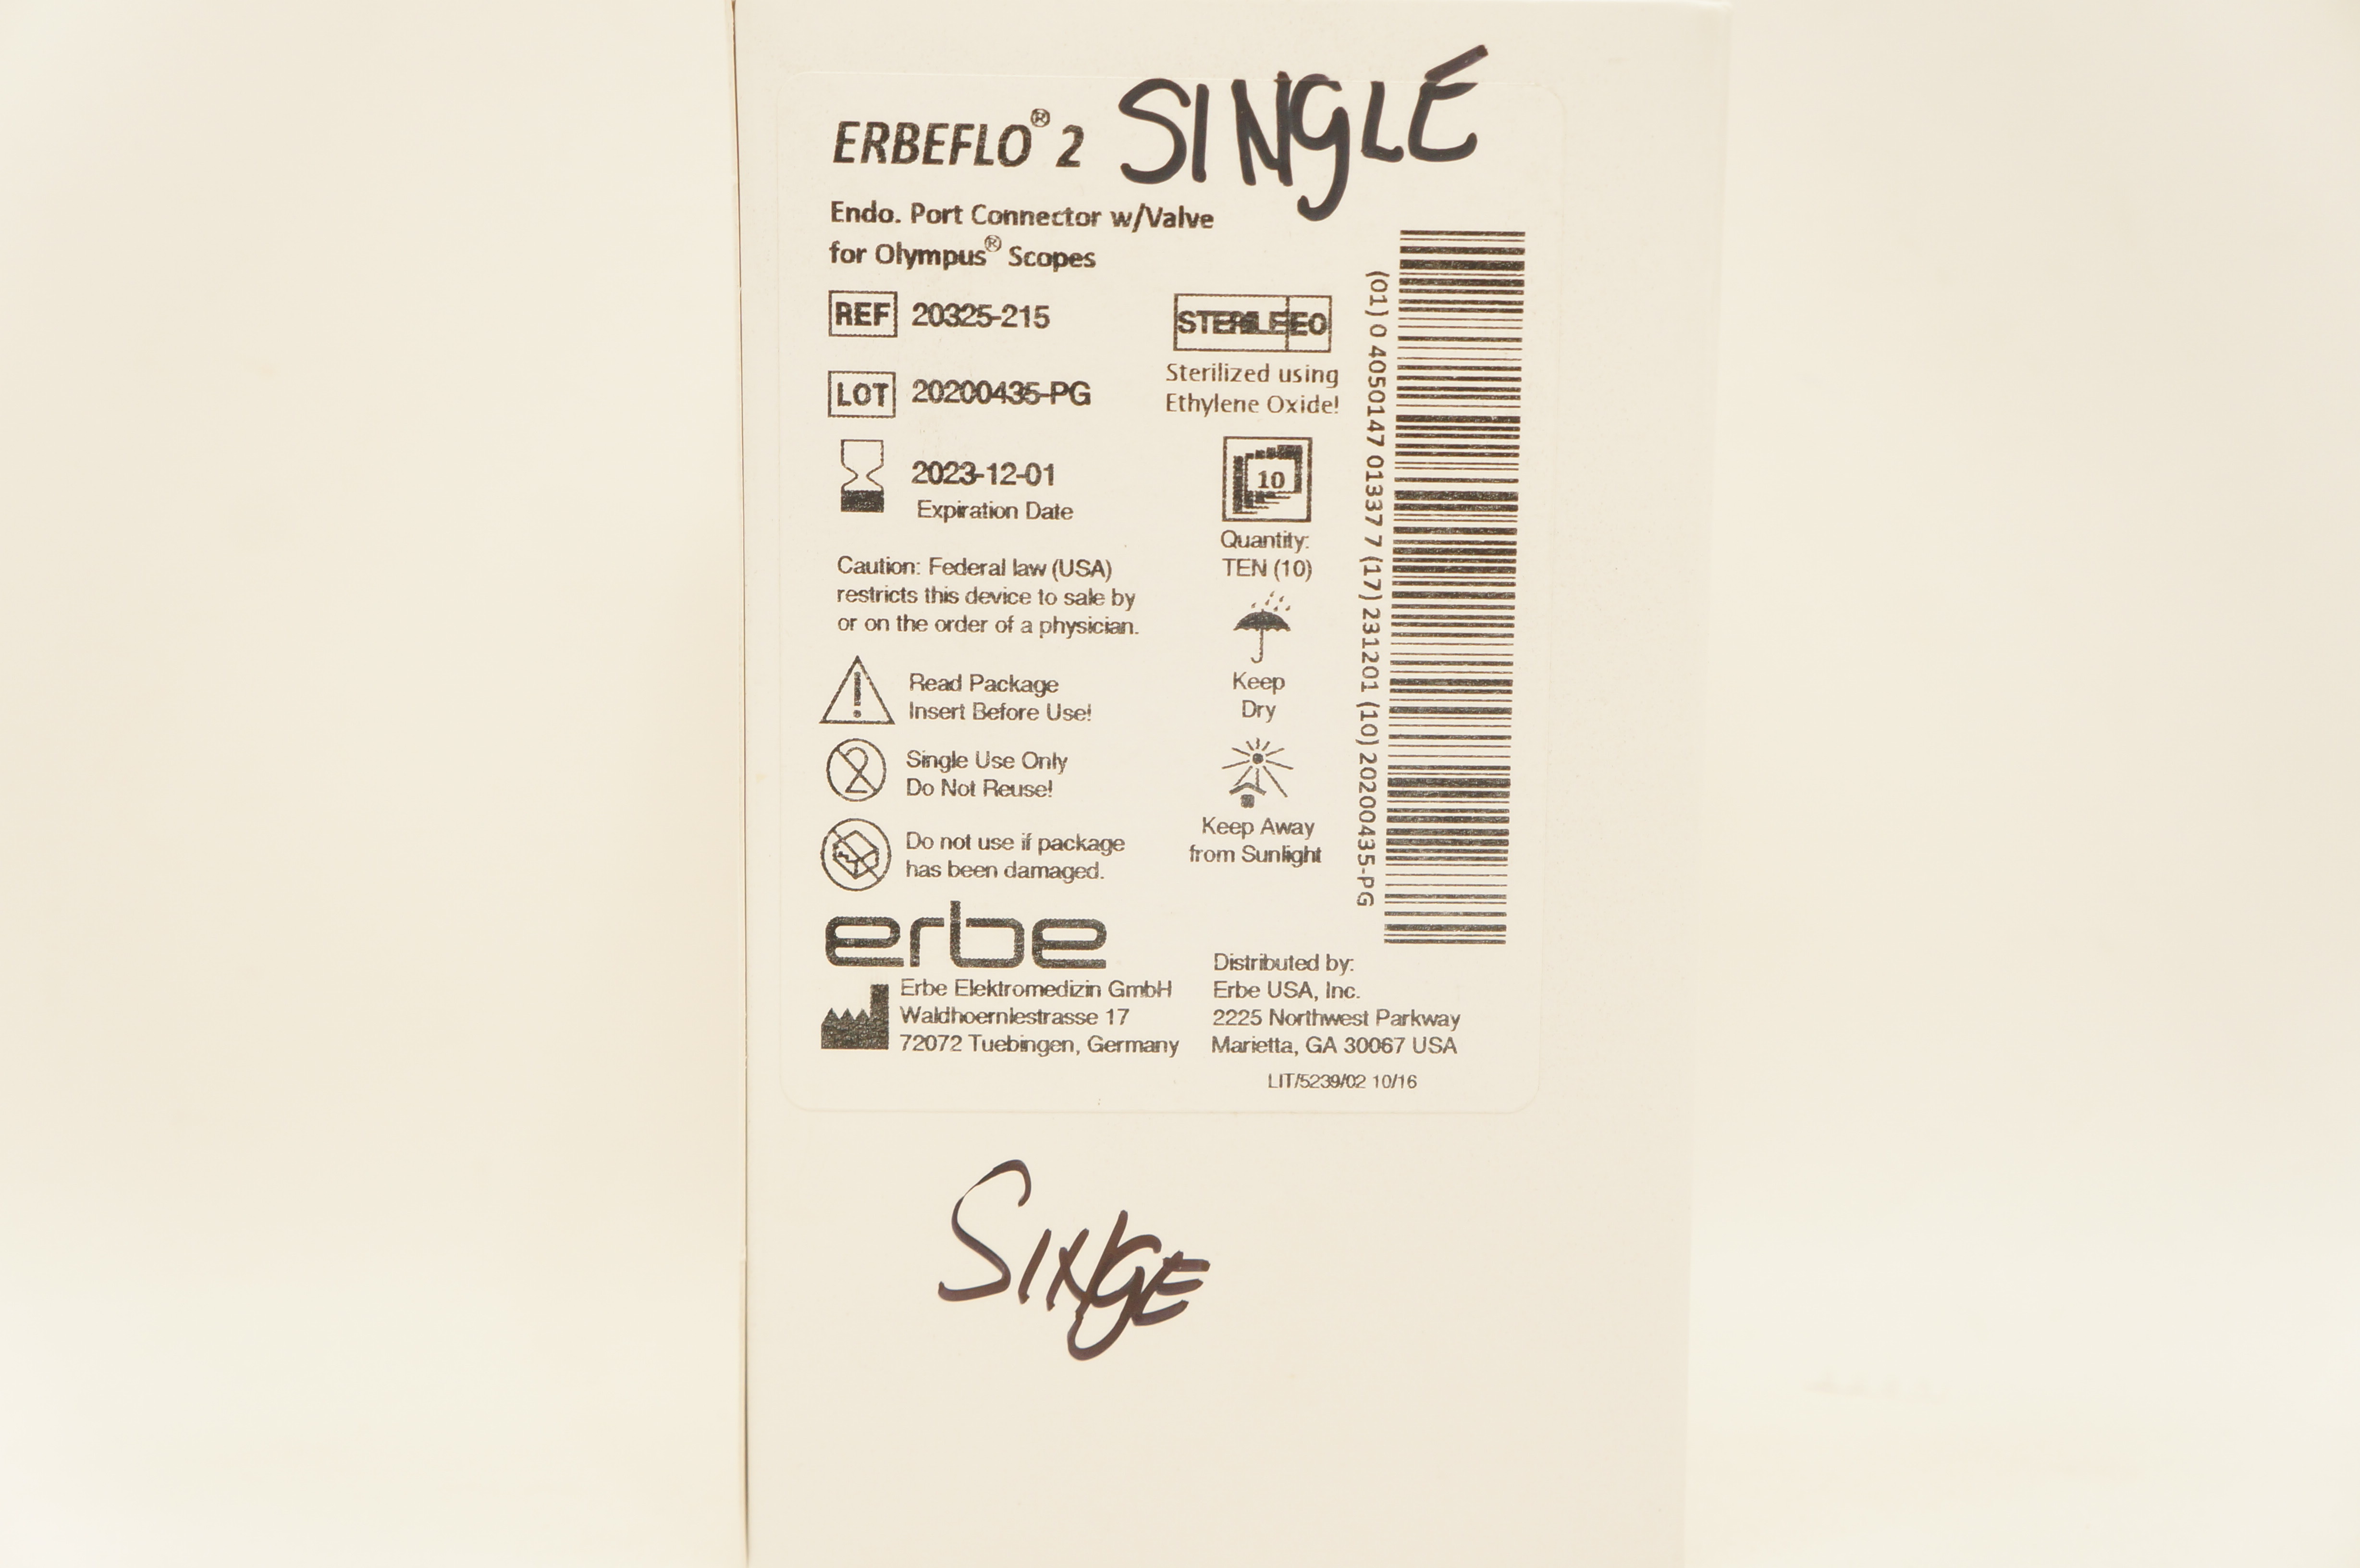 ERBEFLO® 2 SINGLE
Endo. Port Connector w/Valve
for Olympus® Scopes
REF 20325-215
LOT 20200435-PG
2023-12-01
Expiration Date
Caution: Federal law (USA)
restricts this device to sale by
or on the order of a physician.
Read Package
Insert Before Use!
2
Single Use Only
Do Not Reuse!
Do not use if package
has been damaged.
STERILE EO
Sterilized using
Ethylene Oxide!
10
Quantity:
TEN (10)
Keep
Dry
Keep Away
from Sunlight
(01) 0 4050147 01337 7 (17) 231201 (10) 20200435-PG
erbe
Erbe Elektromedizin GmbH
Waldhoernlestrasse 17
72072 Tuebingen, Germany
Distributed by:
Erbe USA, Inc.
2225 Northwest Parkway
Marietta, GA 30067 USA
LIT/5239/02 10/16
SINGE